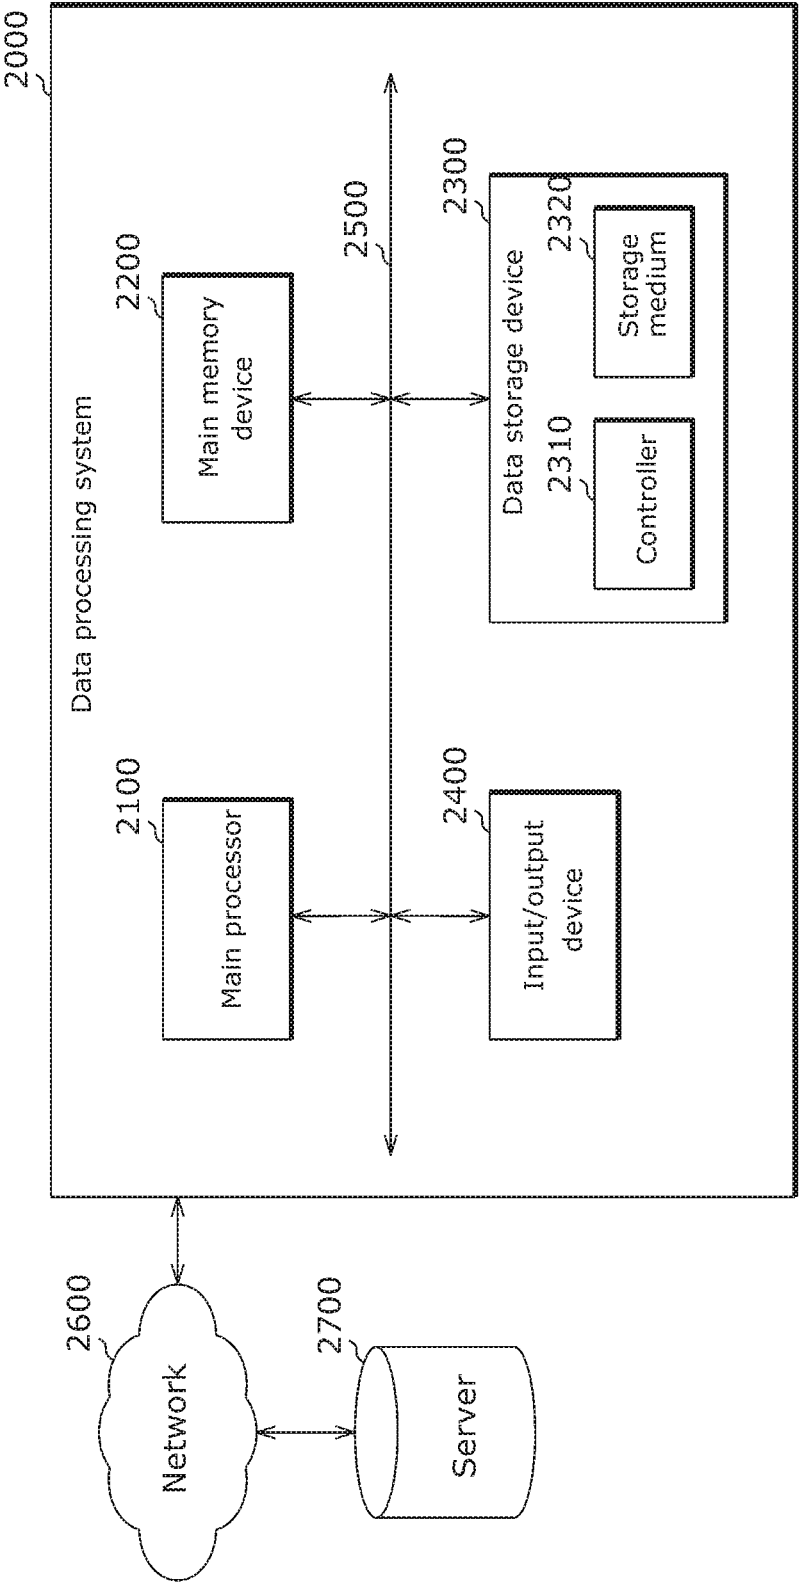 2000
Data processing system
2100
Main processor
2200
Main memory
device
2500
2400
Input/output
device
2300
Data storage device
2310
Controller
2320
Storage
medium
2600
Network
2700
Server